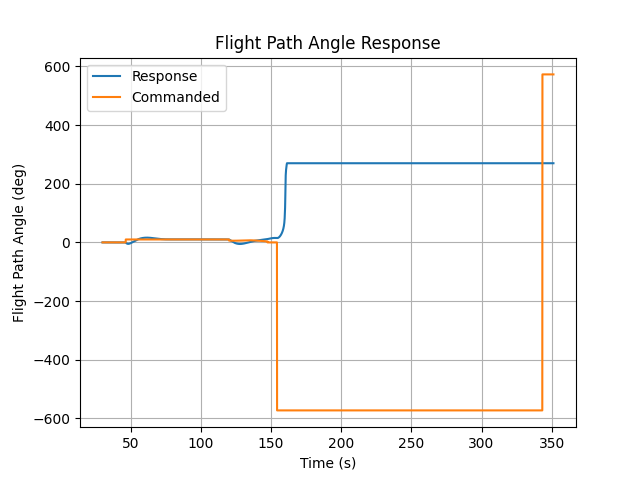 Flight Path Angle Response
Response
Commanded
Flight Path Angle (deg)
600
400
200
0
−200
−400
−600
50 100 150 200 250 300 350
Time (s)